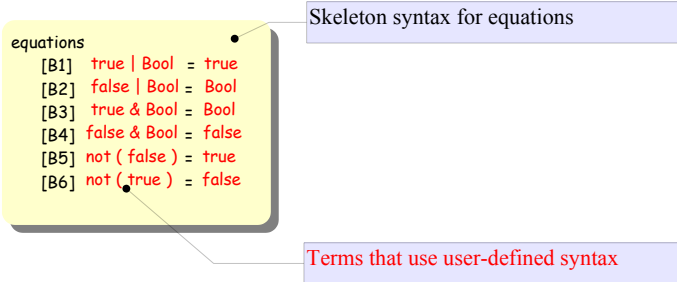 Skeleton syntax for equations
equations
[B1] true | Bool = true
[B2] false | Bool = Bool
[B3] true & Bool = Bool
[B4] false & Bool = false
[B5] not ( false ) = true
[B6] not ( true ) = false
Terms that use user-defined syntax